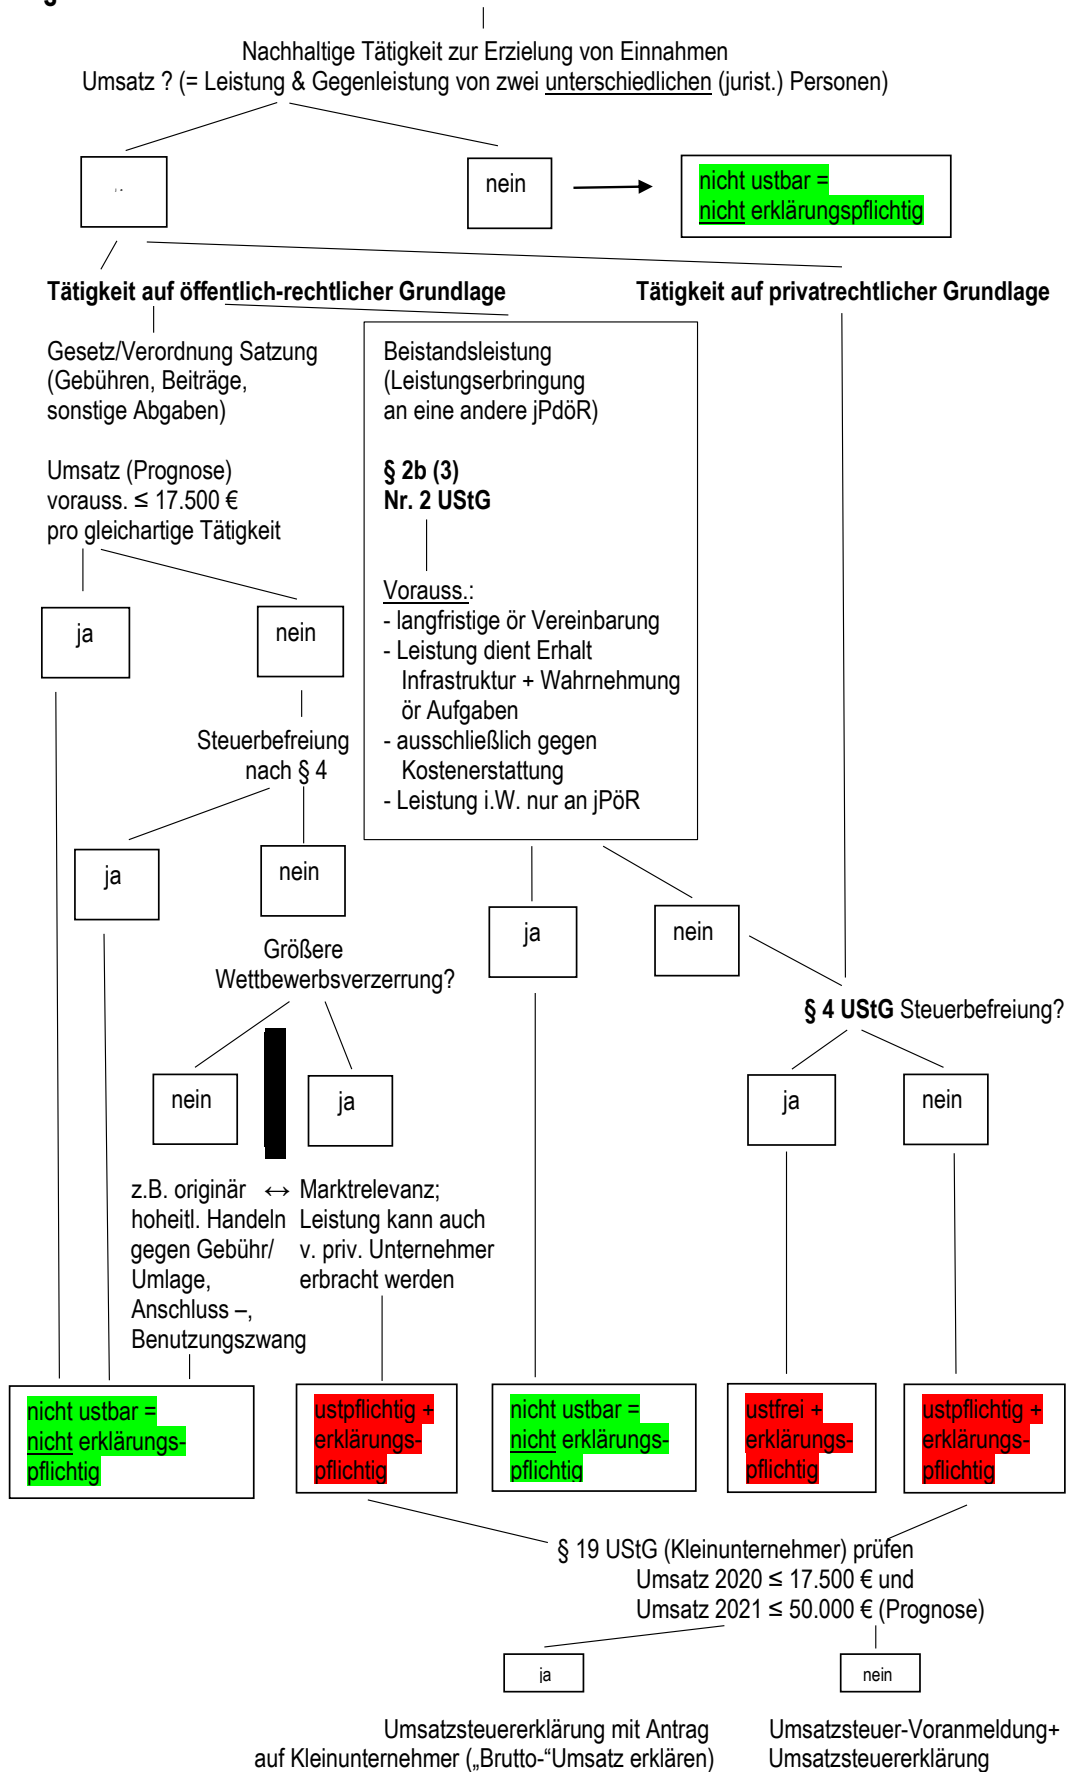 Nachhaltige Tätigkeit zur Erzielung von Einnahmen
Umsatz ? (= Leistung & Gegenleistung von zwei unterschiedlichen (jurist.) Personen)
nein
nicht ustbar =
nicht erklärungspflichtig
Tätigkeit auf öffentlich-rechtlicher Grundlage
Tätigkeit auf privatrechtlicher Grundlage
Gesetz/Verordnung Satzung
(Gebühren, Beiträge,
sonstige Abgaben)
Umsatz (Prognose)
vorauss. ≤ 17.500 €
pro gleichartige Tätigkeit
Beistandsleistung
(Leistungserbringung
an eine andere jPdöR)
§ 2b (3)
Nr. 2 UStG
Vorauss.:
- langfristige ör Vereinbarung
- Leistung dient Erhalt
Infrastruktur + Wahrnehmung
ör Aufgaben
- ausschließlich gegen
Kostenerstattung
- Leistung i.W. nur an jPöR
ja
nein
Steuerbefreiung
nach § 4
ja
nein
ja
nein
Größere
Wettbewerbsverzerrung?
§ 4 UStG Steuerbefreiung?
nein
ja
ja
nein
z.B. originär ↔
hoheitl. Handeln
gegen Gebühr/
Umlage,
Anschluss –,
Benutzungszwang
Marktrelevanz;
Leistung kann auch
v. priv. Unternehmer
erbracht werden
nicht ustbar =
nicht erklärungs-
pflichtig
ustpflichtig +
erklärungs-
pflichtig
nicht ustbar =
nicht erklärungs-
pflichtig
ustfrei +
erklärungs-
pflichtig
ustpflichtig +
erklärungs-
pflichtig
§ 19 UStG (Kleinunternehmer) prüfen
Umsatz 2020 ≤ 17.500 € und
Umsatz 2021 ≤ 50.000 € (Prognose)
ja
nein
Umsatzsteuererklärung mit Antrag
auf Kleinunternehmer („Brutto-“Umsatz erklären)
Umsatzsteuer-Voranmeldung+
Umsatzsteuererklärung